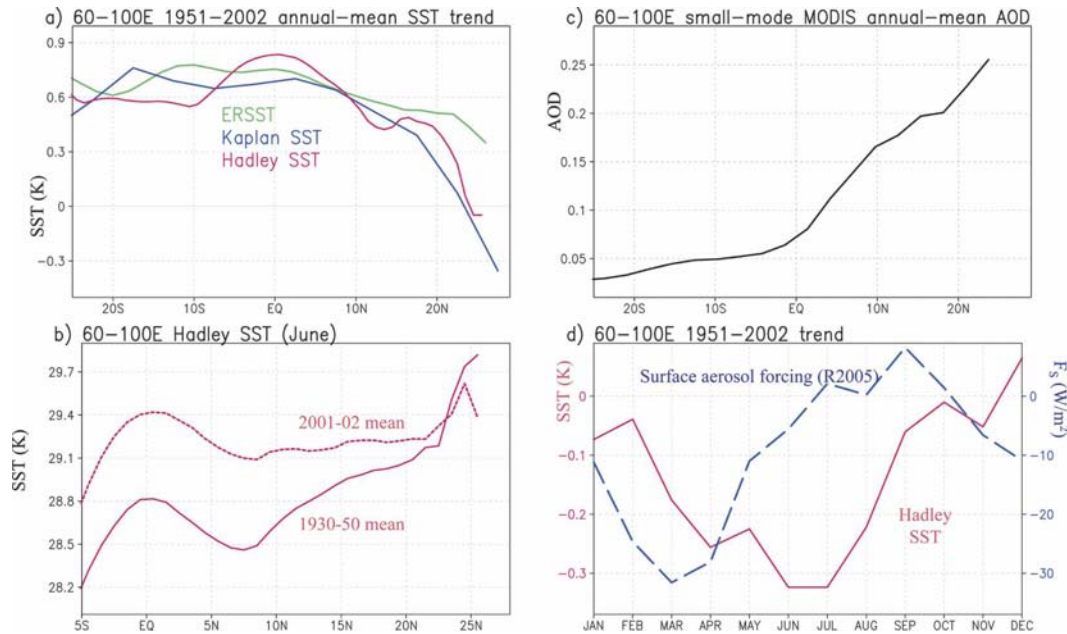 a) 60-100E 1951-2002 annual-mean SST trend
SST (K)
0.9
0.6
0.3
0
-0.3
ERSST
Kaplan SST
Hadley SST
20S 10S EQ 10N 20N
c) 60-100E small-mode MODIS annual-mean AOD
AOD
0.25
0.2
0.15
0.1
0.05
20S 10S EQ 10N 20N
b) 60-100E Hadley SST (June)
SST (K)
29.7
29.4
29.1
28.8
28.5
28.2
2001-02 mean
1930-50 mean
5S EQ 5N 10N 15N 20N 25N
d) 60-100E 1951-2002 trend
SST (K)
0
-0.1
-0.2
-0.3
Surface aerosol forcing (R2005)
Hadley
SST
Fs (W/m²)
0
-10
-20
-30
JAN FEB MAR APR MAY JUN JUL AUG SEP OCT NOV DEC